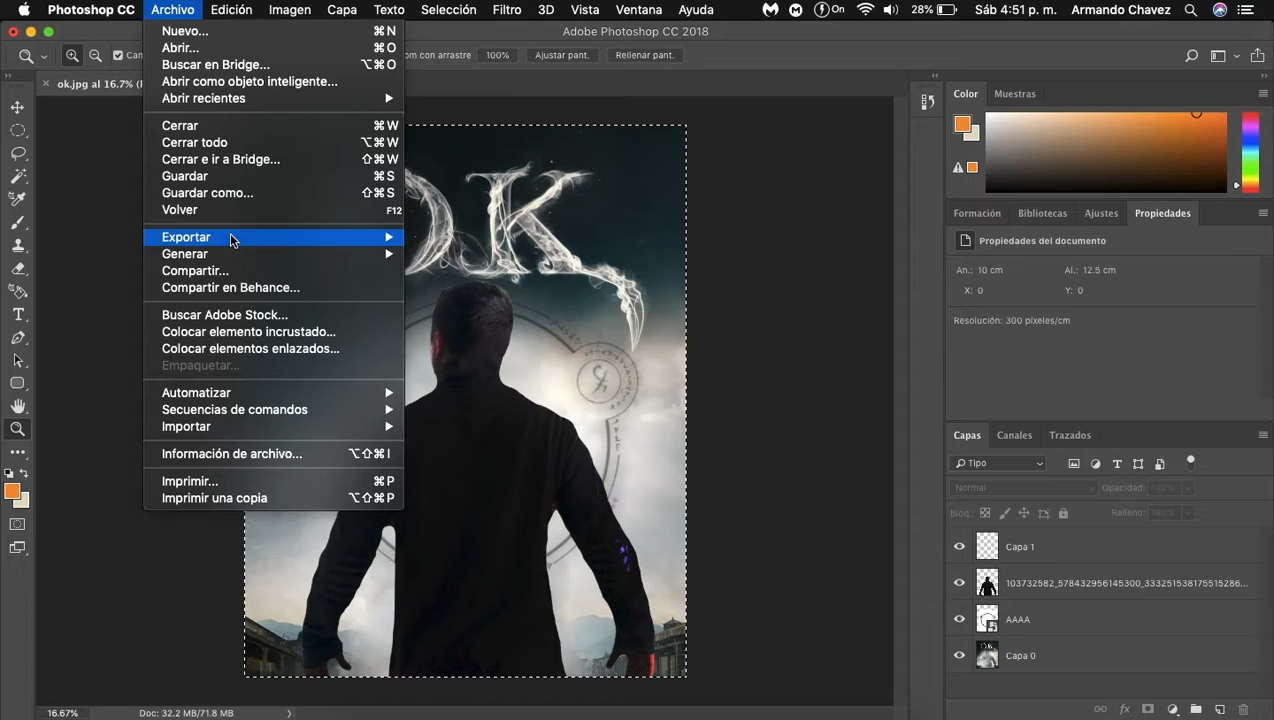 Photoshop CC Archivo Edición Imagen Capa Texto Selección Filtro 3D Vista Ventana Ayuda On 28% Sáb 4:51 p. m. Armando Chavez
Adobe Photoshop CC 2018
Nuevo... ⌘N
Abrir... ⌘O
Buscar en Bridge... ⌥⌘O
Abrir como objeto inteligente...
Abrir recientes
Cerrar ⌘W
Cerrar todo ⌥⌘W
Cerrar e ir a Bridge... ⇧⌘W
Guardar ⌘S
Guardar como... ⇧⌘S
Volver F12
Exportar
Generar
Compartir...
Compartir en Behance...
Buscar Adobe Stock...
Colocar elemento incrustado...
Colocar elementos enlazados...
Empaquetar...
Automatizar
Secuencias de comandos
Importar
Información de archivo... ⌥⇧⌘I
Imprimir... ⌘P
Imprimir una copia ⌥⇧⌘P
om con arrastre 100% Ajustar pant. Rellenar pant.
ok.jpg al 16.7%
OK
Color Muestras
Formación Bibliotecas Ajustes Propiedades
Propiedades del documento
An.: 10 cm Al.: 12.5 cm
X: 0 Y: 0
Resolución: 300 píxeles/cm
Capas Canales Trazados
Tipo
Normal Opacidad: 100%
Bloq.: Relleno: 100%
Capa 1
103732582_578432956145300_333251538175515286...
AAAA
Capa 0
16.67% Doc: 32.2 MB/71.8 MB